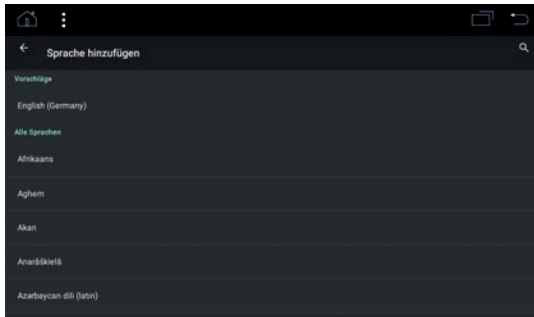 Sprache hinzufügen
Vorschläge
English (Germany)
Alle Sprachen
Afrikaans
Aghem
Akan
Anarâškielâ
Azərbaycan dili (latın)